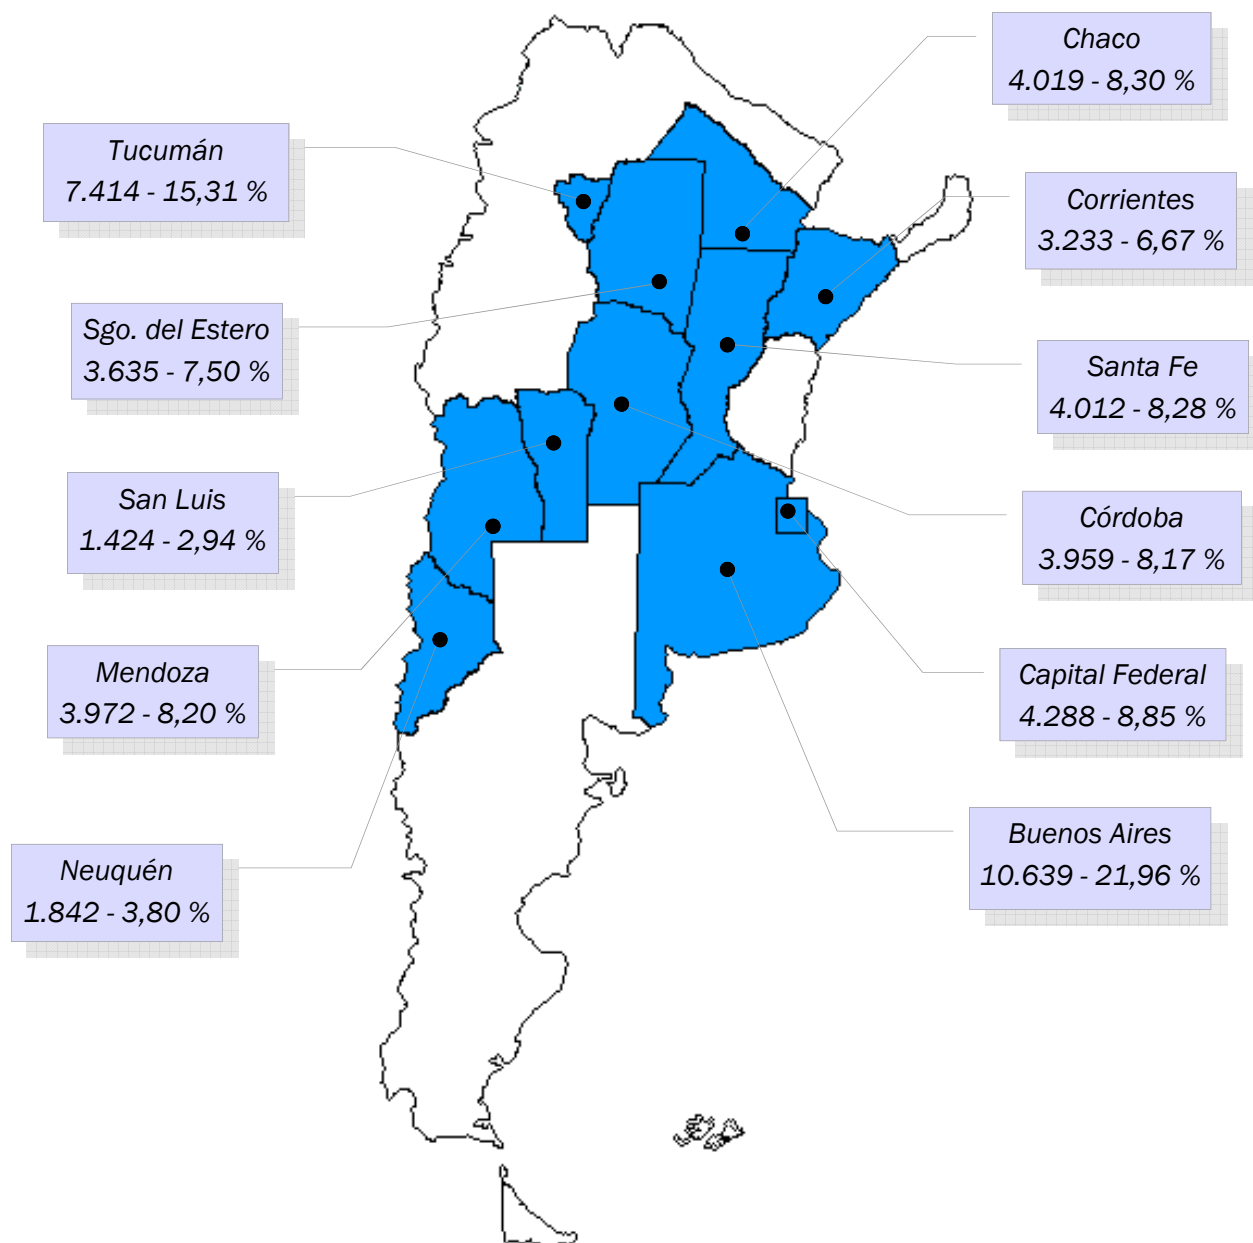 Chaco
4.019 - 8,30 %
Tucumán
7.414 - 15,31 %
Corrientes
3.233 - 6,67 %
Sgo. del Estero
3.635 - 7,50 %
Santa Fe
4.012 - 8,28 %
San Luis
1.424 - 2,94 %
Córdoba
3.959 - 8,17 %
Mendoza
3.972 - 8,20 %
Capital Federal
4.288 - 8,85 %
Buenos Aires
10.639 - 21,96 %
Neuquén
1.842 - 3,80 %